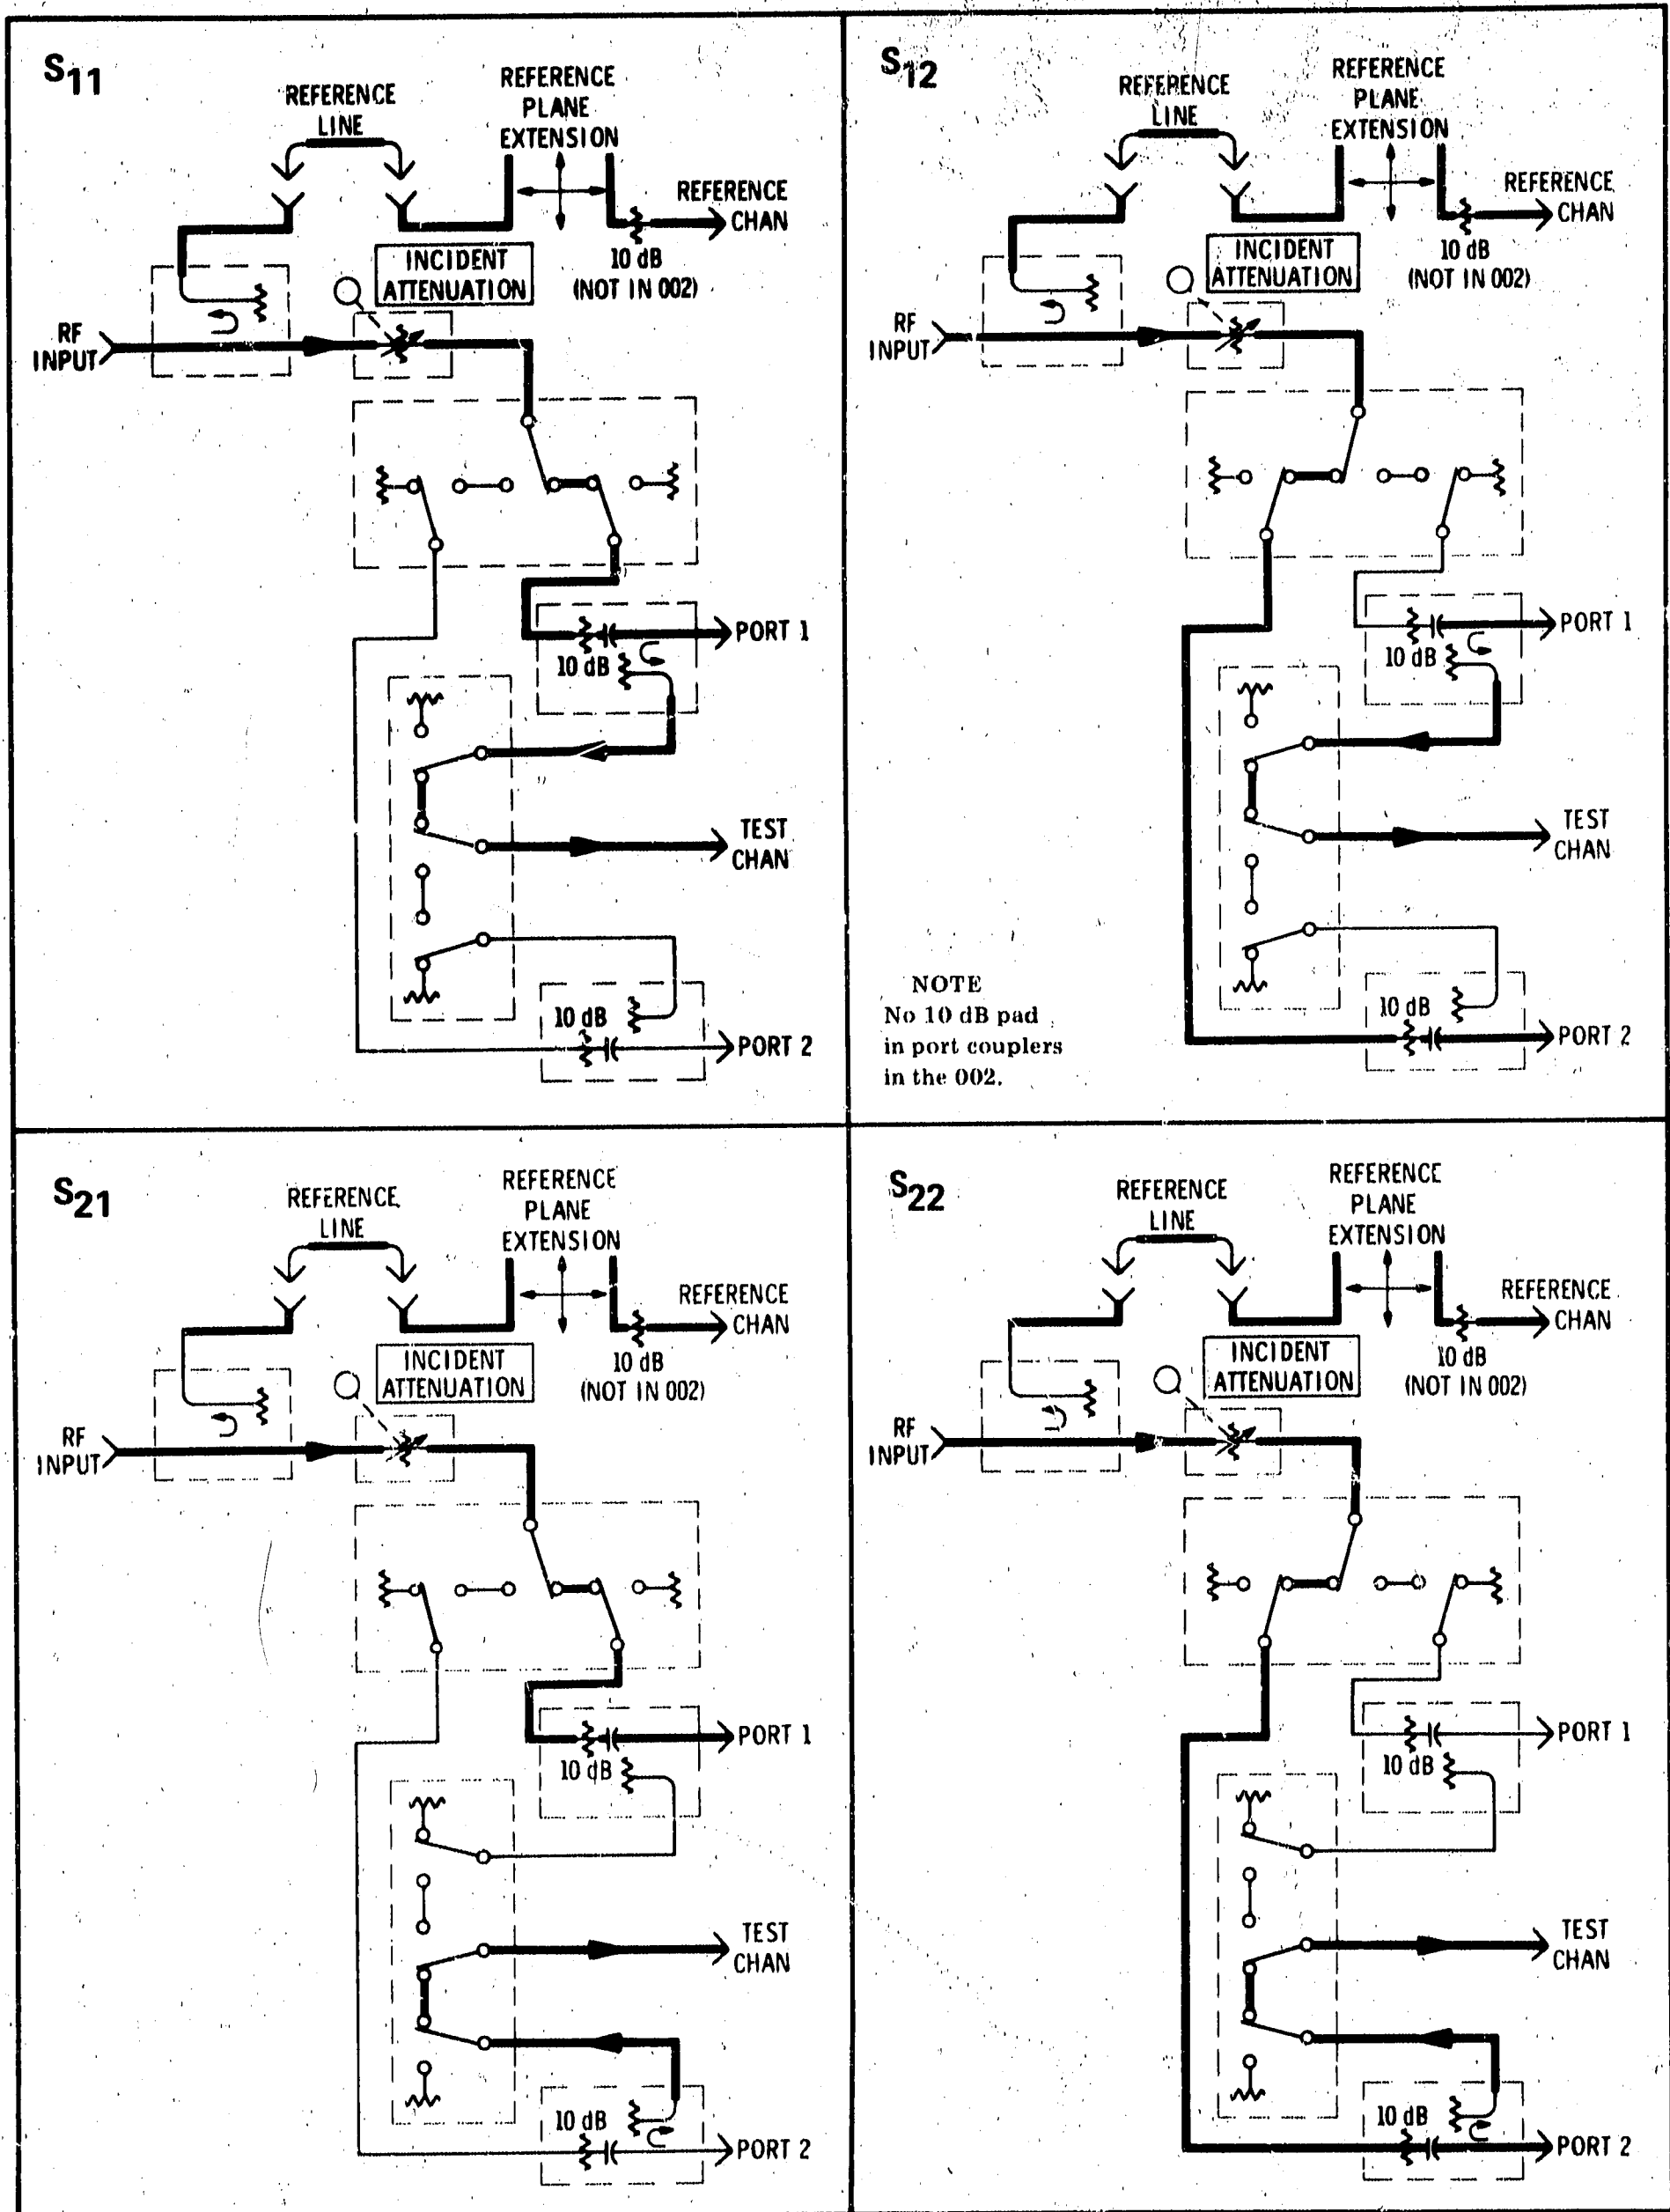 S11
REFERENCE
LINE
REFERENCE
PLANE
EXTENSION
REFERENCE
CHAN
INCIDENT
ATTENUATION
10 dB
(NOT IN 002)
RF
INPUT
PORT 1
10 dB
TEST
CHAN
10 dB
PORT 2
S12
REFERENCE
LINE
REFERENCE
PLANE
EXTENSION
REFERENCE
CHAN
INCIDENT
ATTENUATION
10 dB
(NOT IN 002)
RF
INPUT
PORT 1
10 dB
TEST
CHAN
NOTE
No 10 dB pad
in port couplers
in the 002.
10 dB
PORT 2
S21
REFERENCE
LINE
REFERENCE
PLANE
EXTENSION
REFERENCE
CHAN
INCIDENT
ATTENUATION
10 dB
(NOT IN 002)
RF
INPUT
PORT 1
10 dB
TEST
CHAN
10 dB
PORT 2
S22
REFERENCE
LINE
REFERENCE
PLANE
EXTENSION
REFERENCE
CHAN
INCIDENT
ATTENUATION
10 dB
(NOT IN 002)
RF
INPUT
PORT 1
10 dB
TEST
CHAN
10 dB
PORT 2